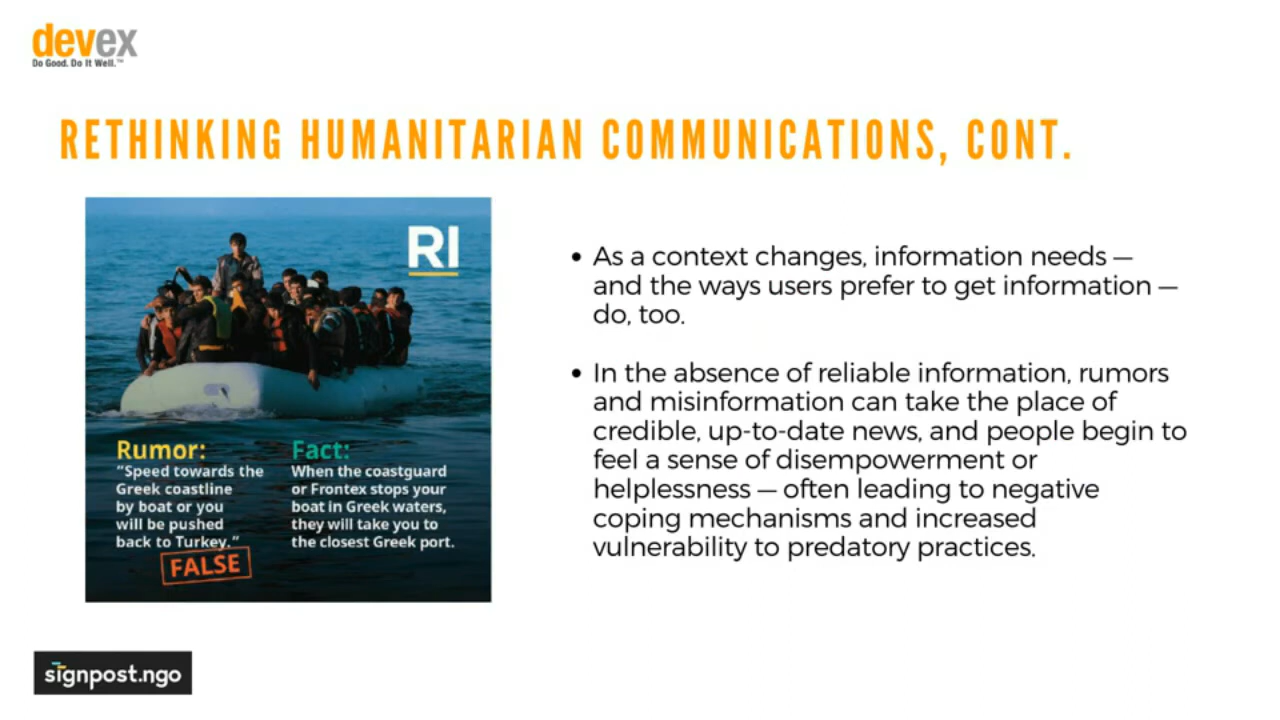 devex
Do Good. Do It Well.™
RETHINKING HUMANITARIAN COMMUNICATIONS, CONT.
RI
Rumor:
"Speed towards the
Greek coastline
by boat or you
will be pushed
back to Turkey."
FALSE
Fact:
When the coastguard
or Frontex stops your
boat in Greek waters,
they will take you to
the closest Greek port.
• As a context changes, information needs —
and the ways users prefer to get information —
do, too.
• In the absence of reliable information, rumors
and misinformation can take the place of
credible, up-to-date news, and people begin to
feel a sense of disempowerment or
helplessness — often leading to negative
coping mechanisms and increased
vulnerability to predatory practices.
signpost.ngo